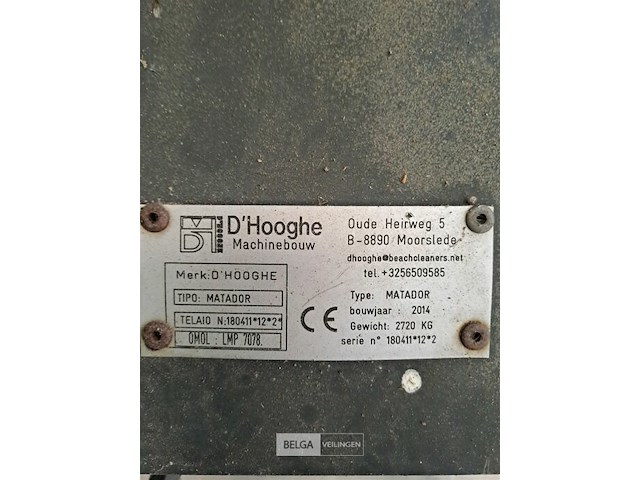 D'Hooghe
Machinebouw
Oude Heirweg 5
B-8890 Moorslede
dhooghe@beachcleaners.net
tel.+3256509585
Merk:D'HOOGHE
TIPO: MATADOR
TELAIO N;180411*12*2*
OMOL : LMP 7078.
CE
Type: MATADOR
bouwjaar : 2014
Gewicht: 2720 KG
serie n° 180411*12*2
BELGA VEILINGEN